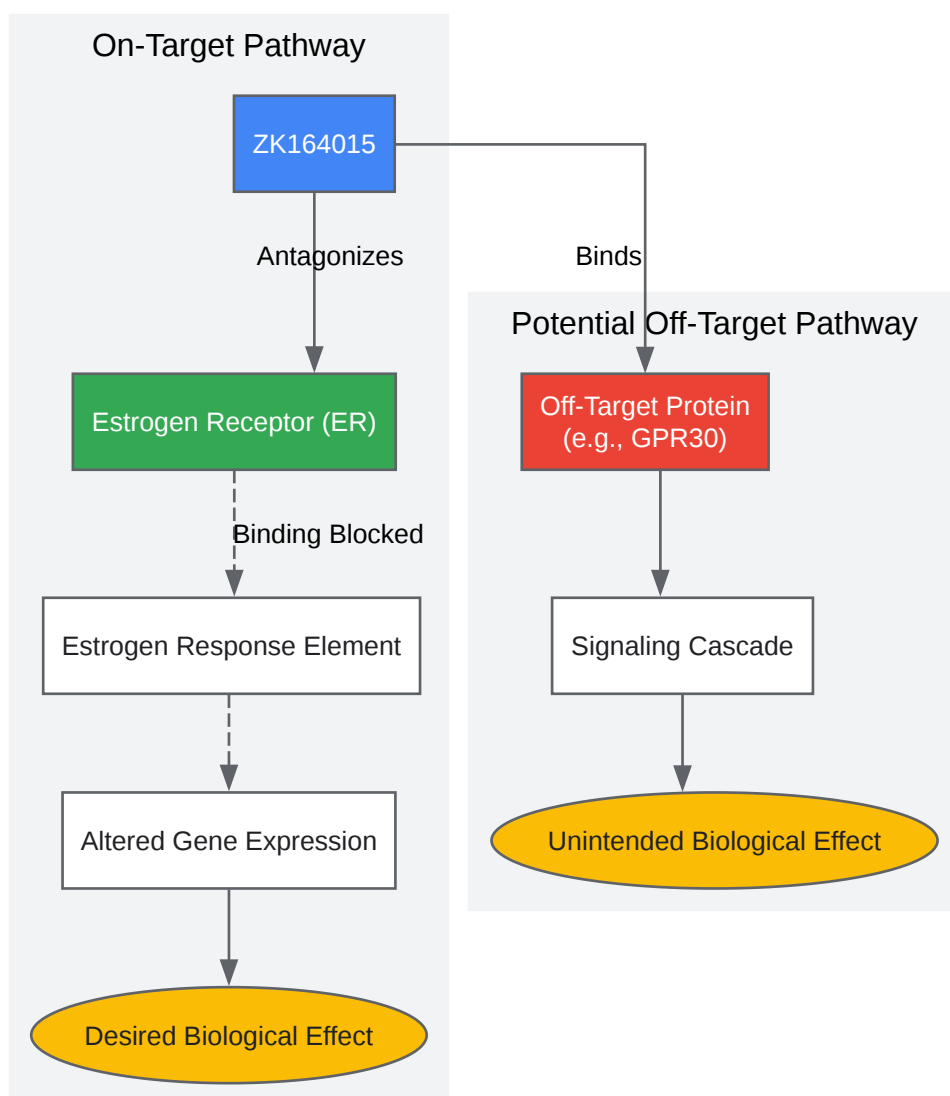 On-Target Pathway
ZK164015
Antagonizes
Binds
Potential Off-Target Pathway
Estrogen Receptor (ER)
Off-Target Protein
(e.g., GPR30)
Binding Blocked
Estrogen Response Element
Signaling Cascade
Altered Gene Expression
Unintended Biological Effect
Desired Biological Effect